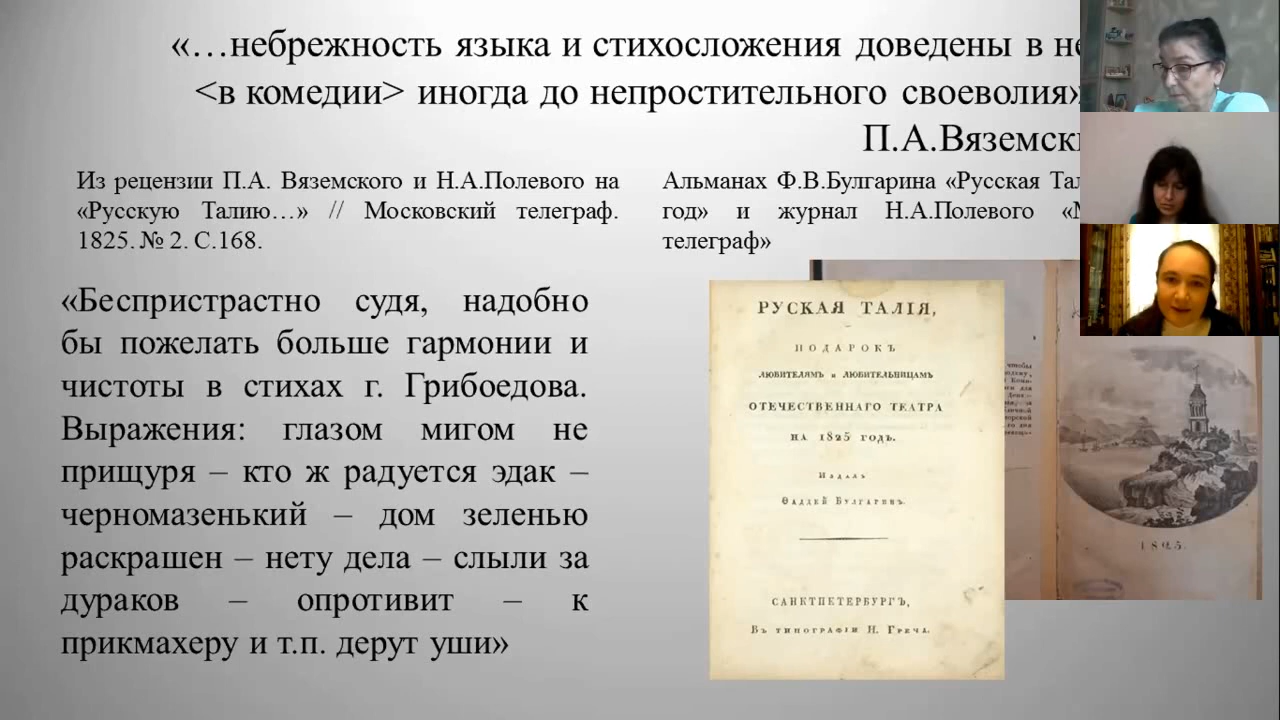 «…небрежность языка и стихосложения доведены в не
<в комедии> иногда до непростительного своеволия»
П.А.Вяземск
Из рецензии П.А. Вяземского и Н.А.Полевого на
«Русскую Талию…» // Московский телеграф.
1825. № 2. С.168.
Альманах Ф.В.Булгарина «Русская Тал
год» и журнал Н.А.Полевого «М
телеграф»
«Беспристрастно судя, надобно
бы пожелать больше гармонии и
чистоты в стихах г. Грибоедова.
Выражения: глазом мигом не
прищуря – кто ж радуется эдак –
черномазенький – дом зеленью
раскрашен – нету дела – слыли за
дураков – опротивит – к
прикмахеру и т.п. дерут уши»
РУСКАЯ ТАЛІЯ,
ПОДАРОКЪ
ЛЮБИТЕЛЯМЪ и ЛЮБИТЕЛЬНИЦАМЪ
ОТЕЧЕСТВЕННАГО ТЕАТРА
НА 1825 ГОДЪ.
Издалъ
Ѳаддей Булгаринъ.
САНКТПЕТЕРБУРГЪ,
Въ типографіи Н. Греча.
1825.